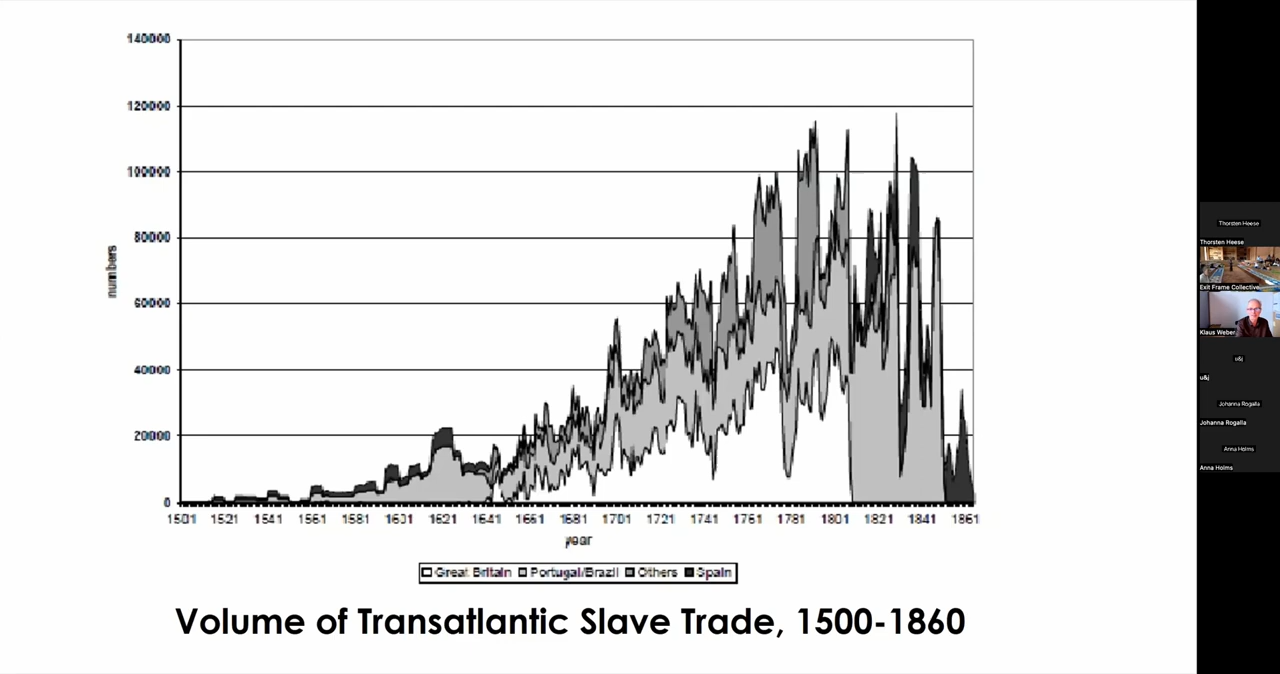 140000
120000
100000
80000
60000
40000
20000
0
numbers
1501 1521 1541 1561 1581 1601 1621 1641 1661 1681 1701 1721 1741 1761 1781 1801 1821 1841 1861
year
Great Britain Portugal/Brazil Others Spain
Volume of Transatlantic Slave Trade, 1500-1860
Thorsten Heese
Thorsten Heese
Exit Frame Collective
Klaus Weber
u&j
u&j
Johanna Rogalla
Johanna Rogalla
Anna Holms
Anna Holms